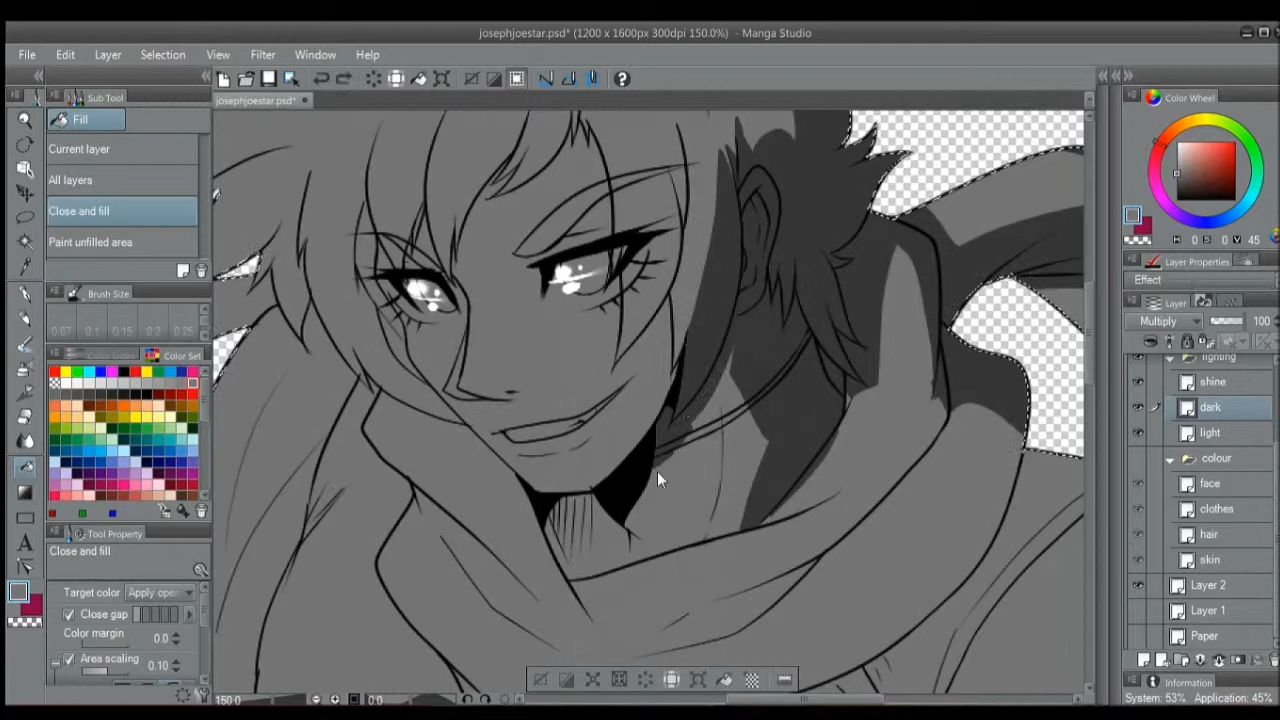 josephjoestar.psd* (1200 x 1600px 300dpi 150.0%) - Manga Studio
File Edit Layer Selection View Filter Window Help
Sub Tool
josephjoestar.psd*
Color Wheel
Fill
Current layer
All layers
Close and fill
Paint unfilled area
H 0 S 0 V 45
Layer Properties
Effect
Brush Size
0.07 0.1 0.15 0.2 0.25
Layer
Multiply 100
Color Slider Color Set
lighting
shine
dark
light
colour
face
clothes
hair
skin
Layer 2
Layer 1
Paper
Tool Property
Close and fill
Target color Apply oper
Close gap
Color margin 0.0
Area scaling 0.10
150.0 0.0
Information
System: 53% Application: 45%